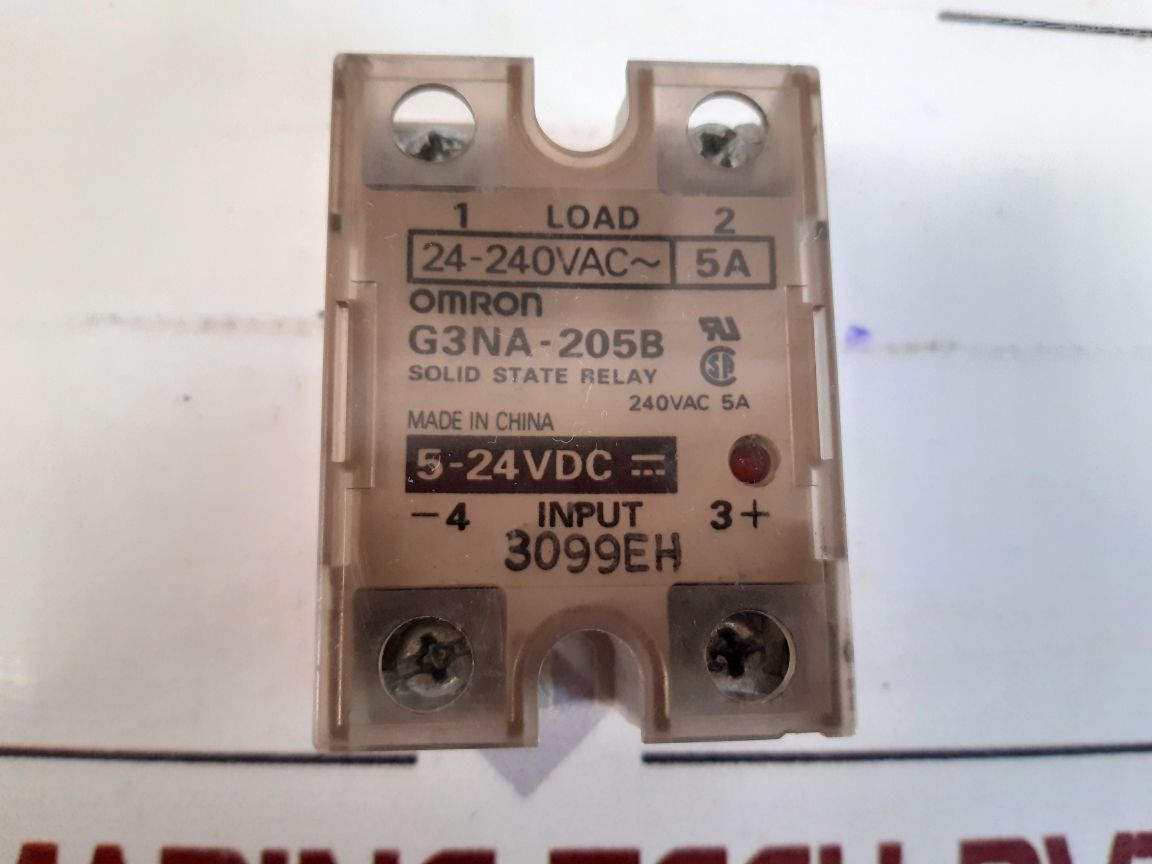 1 LOAD 2
24-240VAC~ 5A
OMRON
G3NA-205B
SOLID STATE RELAY
240VAC 5A
MADE IN CHINA
5-24VDC
-4 INPUT 3+
3099EH